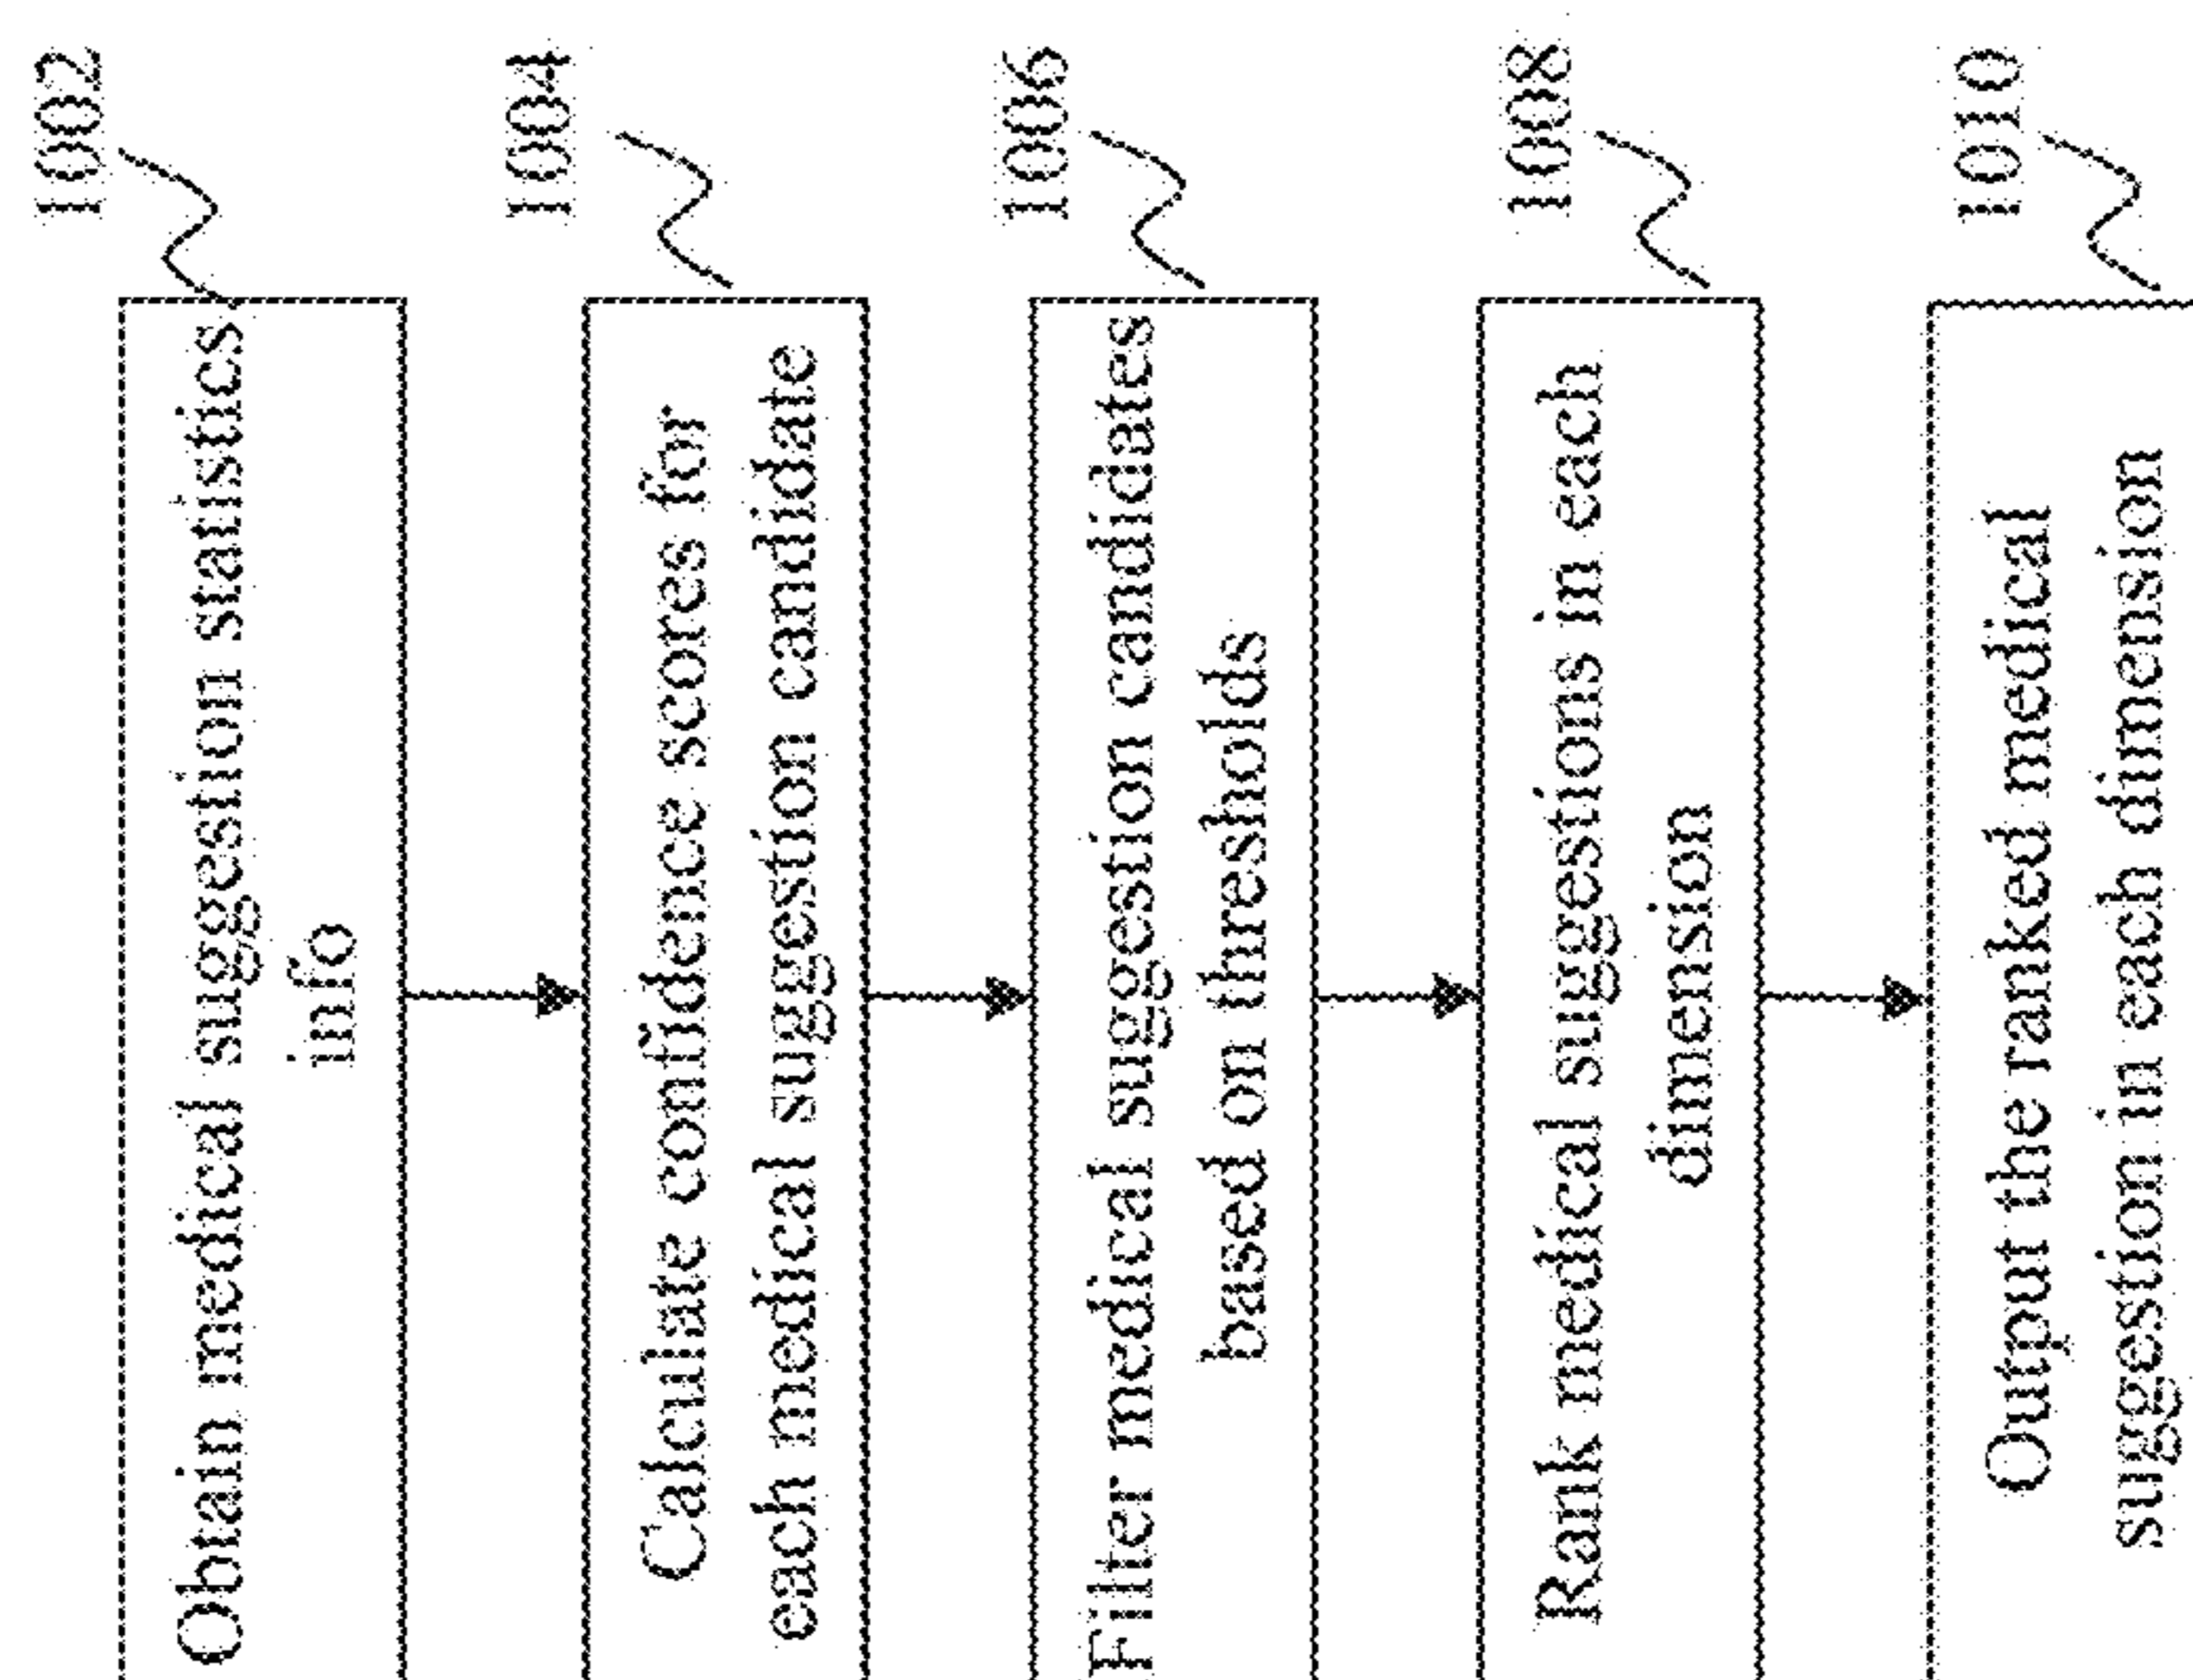 1002
Obtain medical suggestion statistics
info
1004
Calculate confidence scores for
each medical suggestion candidate
1006
Filter medical suggestion candidates
based on thresholds
1008
Rank medical suggestions in each
dimension
1010
Output the ranked medical
suggestion in each dimension